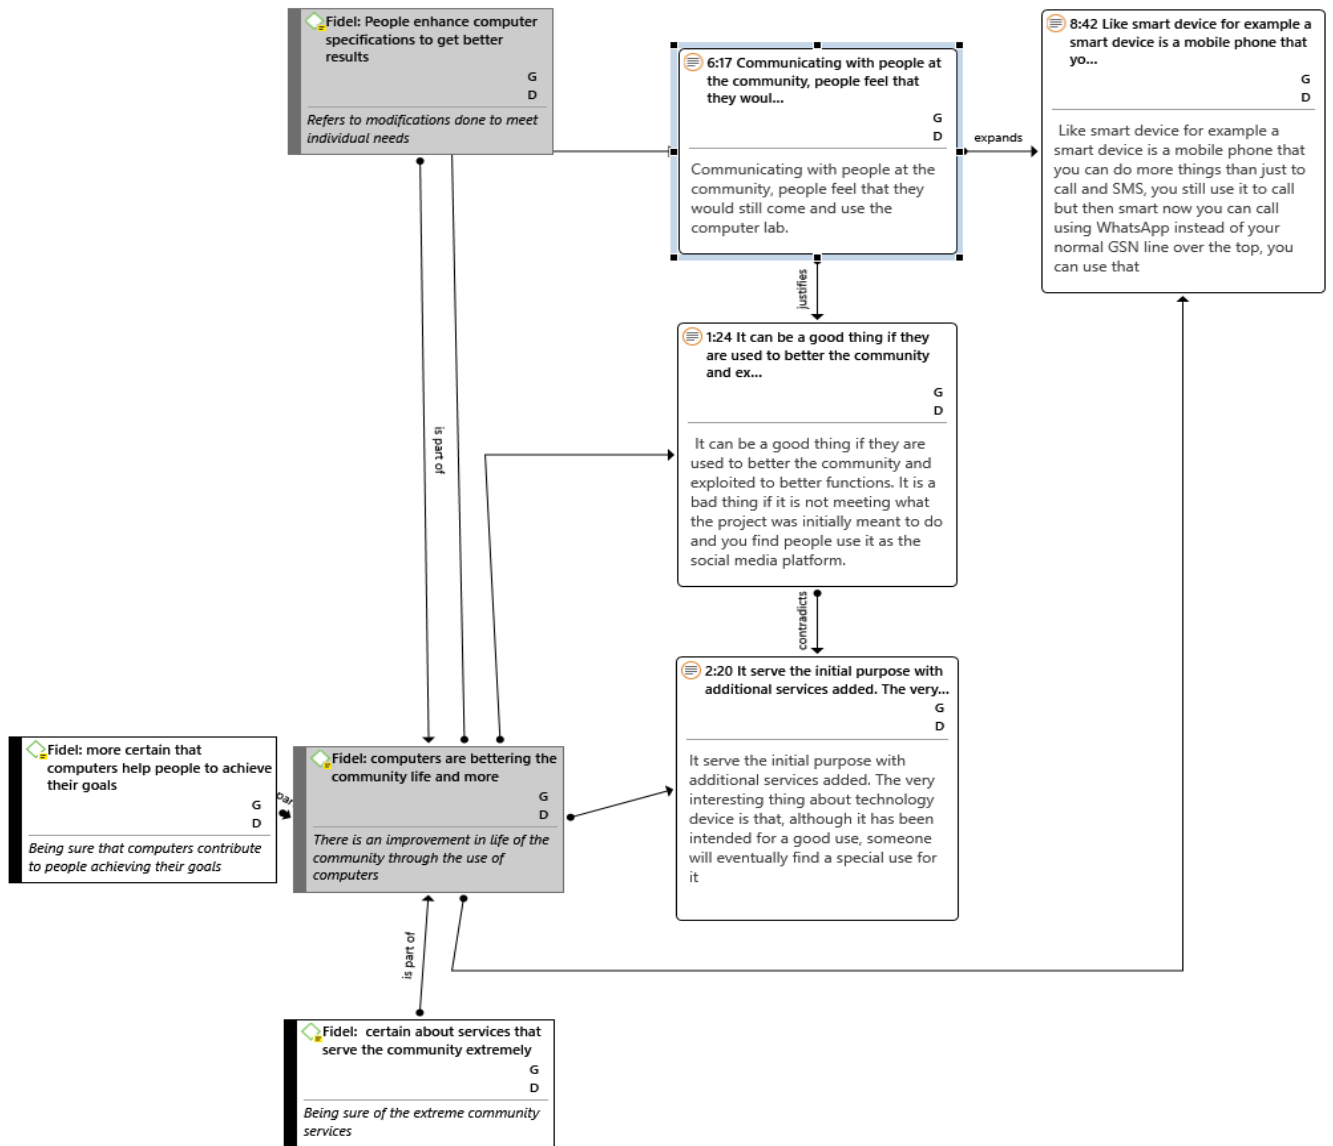 Fidel: People enhance computer
specifications to get better
results
G
D
Refers to modifications done to meet
individual needs
6:17 Communicating with people at
the community, people feel that
they woul...
G
D
Communicating with people at the
community, people feel that they
would still come and use the
computer lab.
expands
8:42 Like smart device for example a
smart device is a mobile phone that
yo...
G
D
Like smart device for example a
smart device is a mobile phone that
you can do more things than just to
call and SMS, you still use it to call
but then smart now you can call
using WhatsApp instead of your
normal GSN line over the top, you
can use that
justifies
1:24 It can be a good thing if they
are used to better the community
and ex...
G
D
It can be a good thing if they are
used to better the community and
exploited to better functions. It is a
bad thing if it is not meeting what
the project was initially meant to do
and you find people use it as the
social media platform.
is part of
contradicts
2:20 It serve the initial purpose with
additional services added. The very...
G
D
It serve the initial purpose with
additional services added. The very
interesting thing about technology
device is that, although it has been
intended for a good use, someone
will eventually find a special use for
it
Fidel: more certain that
computers help people to achieve
their goals
G
D
Being sure that computers contribute
to people achieving their goals
par
Fidel: computers are bettering the
community life and more
G
D
There is an improvement in life of the
community through the use of
computers
is part of
Fidel: certain about services that
serve the community extremely
G
D
Being sure of the extreme community
services